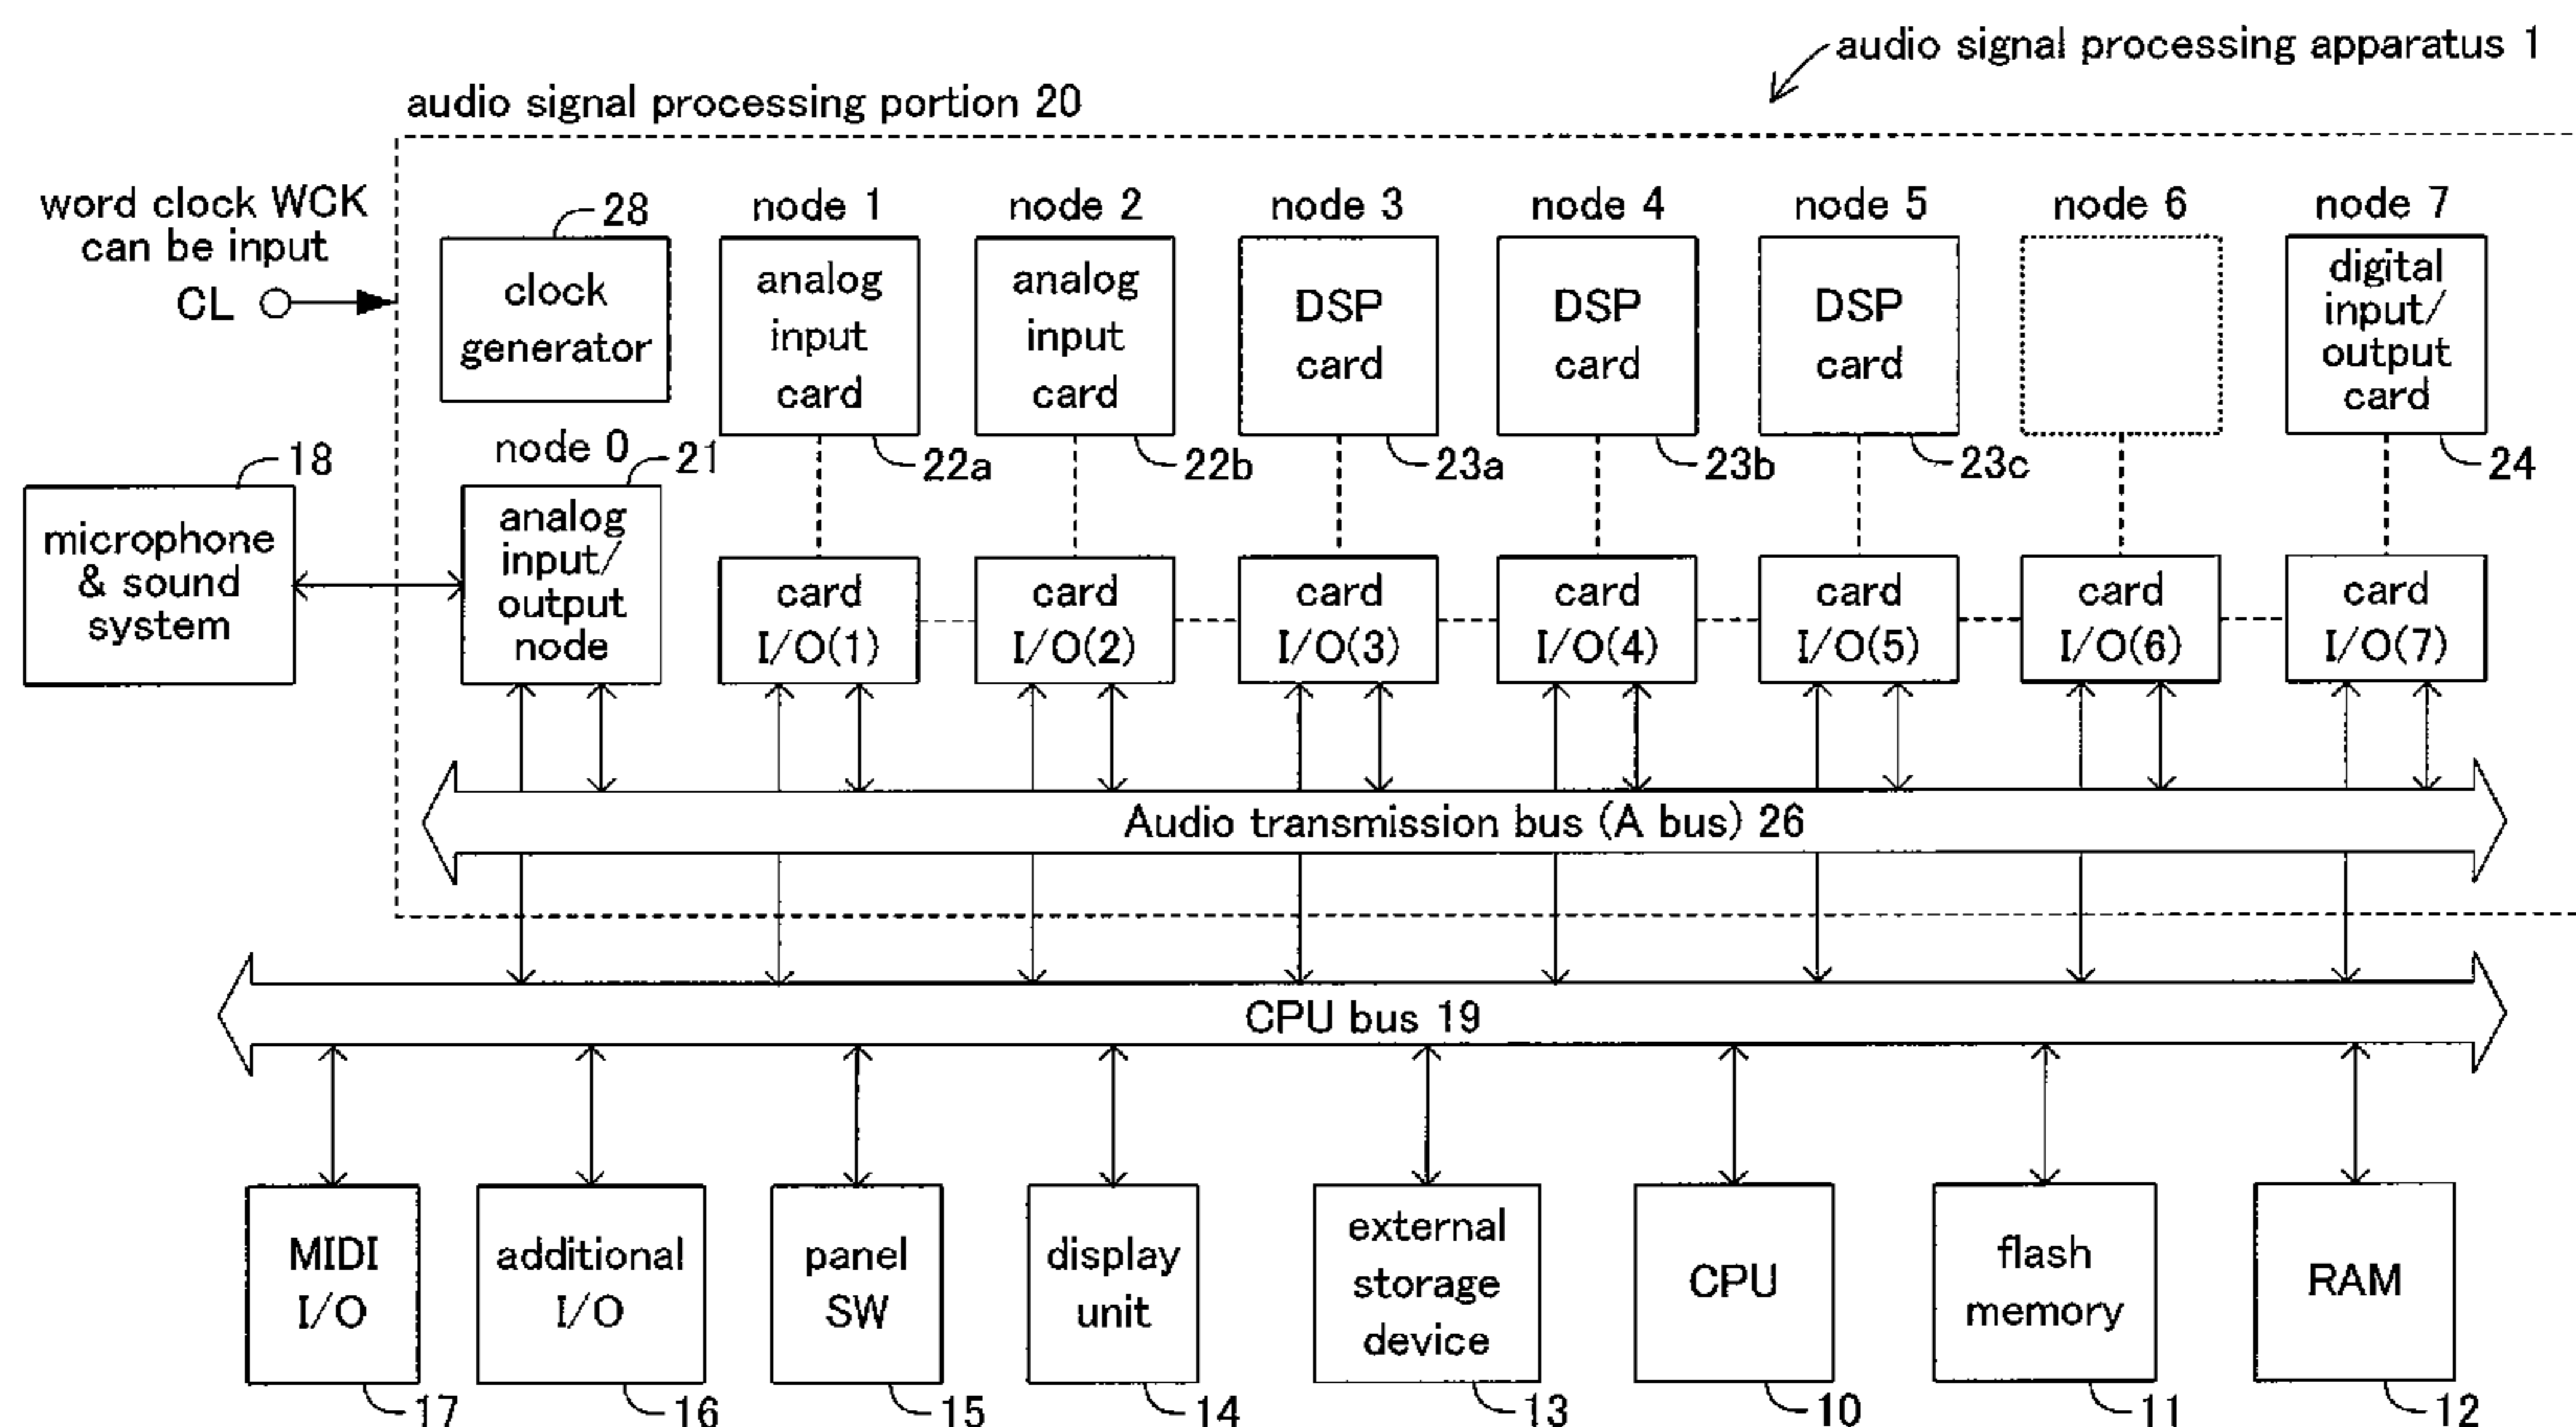 audio signal processing apparatus 1
audio signal processing portion 20
word clock WCK
can be input
CL
28
clock
generator
node 1
analog
input
card
22a
node 2
analog
input
card
22b
node 3
DSP
card
23a
node 4
DSP
card
23b
node 5
DSP
card
23c
node 6
node 7
digital
input/
output
card
24
18
microphone
& sound
system
node 0
21
analog
input/
output
node
card
I/O(1)
card
I/O(2)
card
I/O(3)
card
I/O(4)
card
I/O(5)
card
I/O(6)
card
I/O(7)
Audio transmission bus (A bus) 26
CPU bus 19
MIDI
I/O
17
additional
I/O
16
panel
SW
15
display
unit
14
external
storage
device
13
CPU
10
flash
memory
11
RAM
12